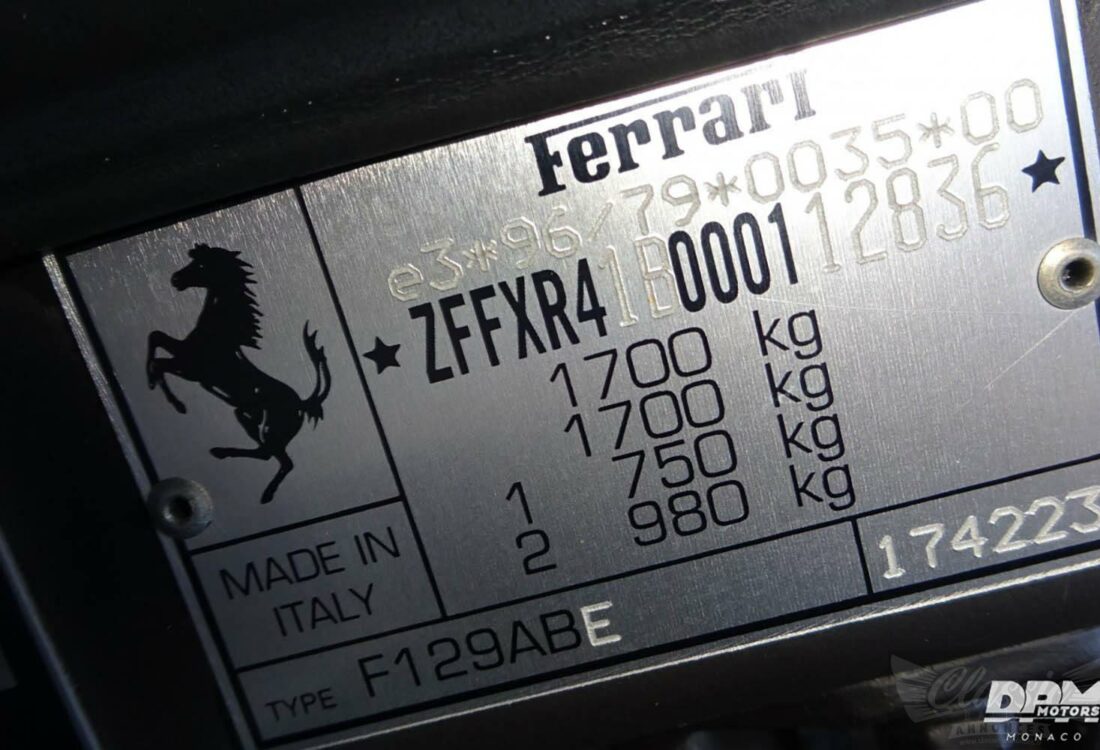 Ferrari
e3*96/79*0035*00
★ ZFFXR41B000112836 ★
1700 kg
1700 kg
1 750 kg
2 980 kg
MADE IN
ITALY
TYPE F129ABE
174223
DPM
MOTORS
MONACO